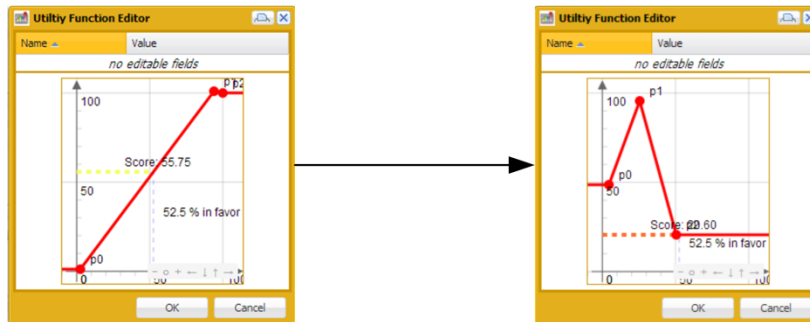 Utiltiy Function Editor
Name
Value
no editable fields
100
p2
Score: 55.75
50
52.5 % in favor
p0
0
50
OK
Cancel
Utiltiy Function Editor
Name
Value
no editable fields
100
p1
p0
50
52.5 % in favor
0
50
OK
Cancel